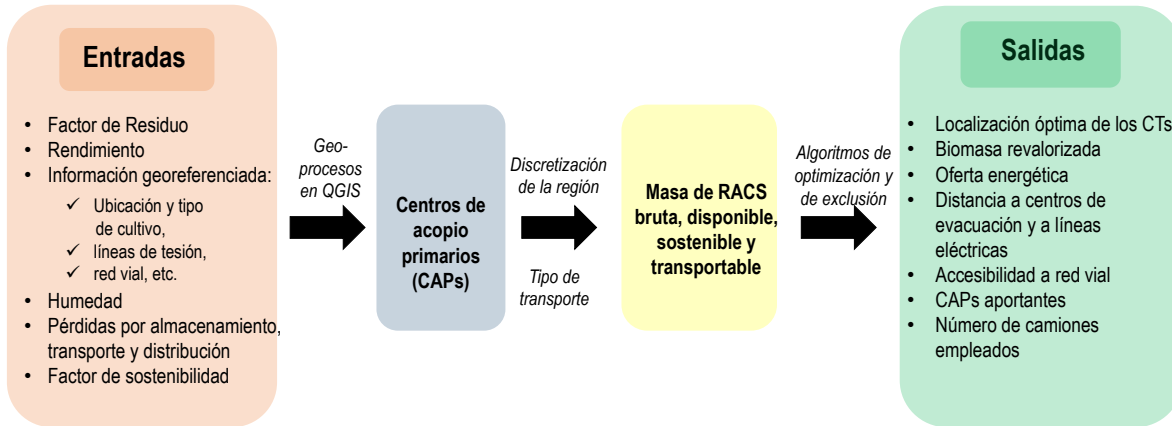 Entradas
• Factor de Residuo
• Rendimiento
• Información georeferenciada:
✓ Ubicación y tipo
de cultivo,
✓ líneas de tesión,
✓ red vial, etc.
• Humedad
• Pérdidas por almacenamiento,
transporte y distribución
• Factor de sostenibilidad
Geo-
procesos
en QGIS
Centros de
acopio
primarios
(CAPs)
Discretización
de la región
Tipo de
transporte
Masa de RACS
bruta, disponible,
sostenible y
transportable
Algoritmos de
optimización y
de exclusión
Salidas
• Localización óptima de los CTs
• Biomasa revalorizada
• Oferta energética
• Distancia a centros de
evacuación y a líneas
eléctricas
• Accesibilidad a red vial
• CAPs aportantes
• Número de camiones
empleados